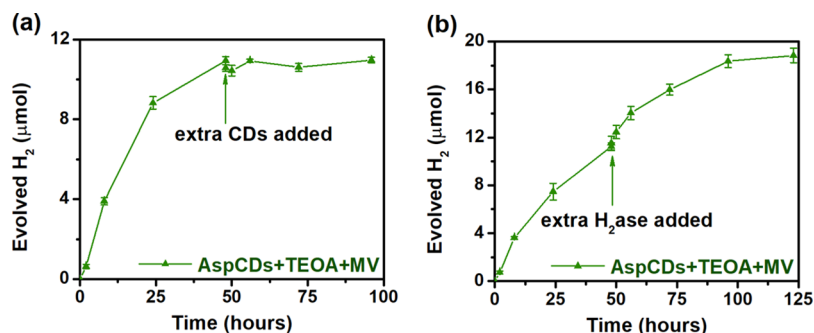 (a)
Evolved H₂ (μmol)
12
8
4
0
extra CDs added
AspCDs+TEOA+MV
0 25 50 75 100
Time (hours)
(b)
Evolved H₂ (μmol)
20
16
12
8
4
0
extra H₂ase added
AspCDs+TEOA+MV
0 25 50 75 100 125
Time (hours)